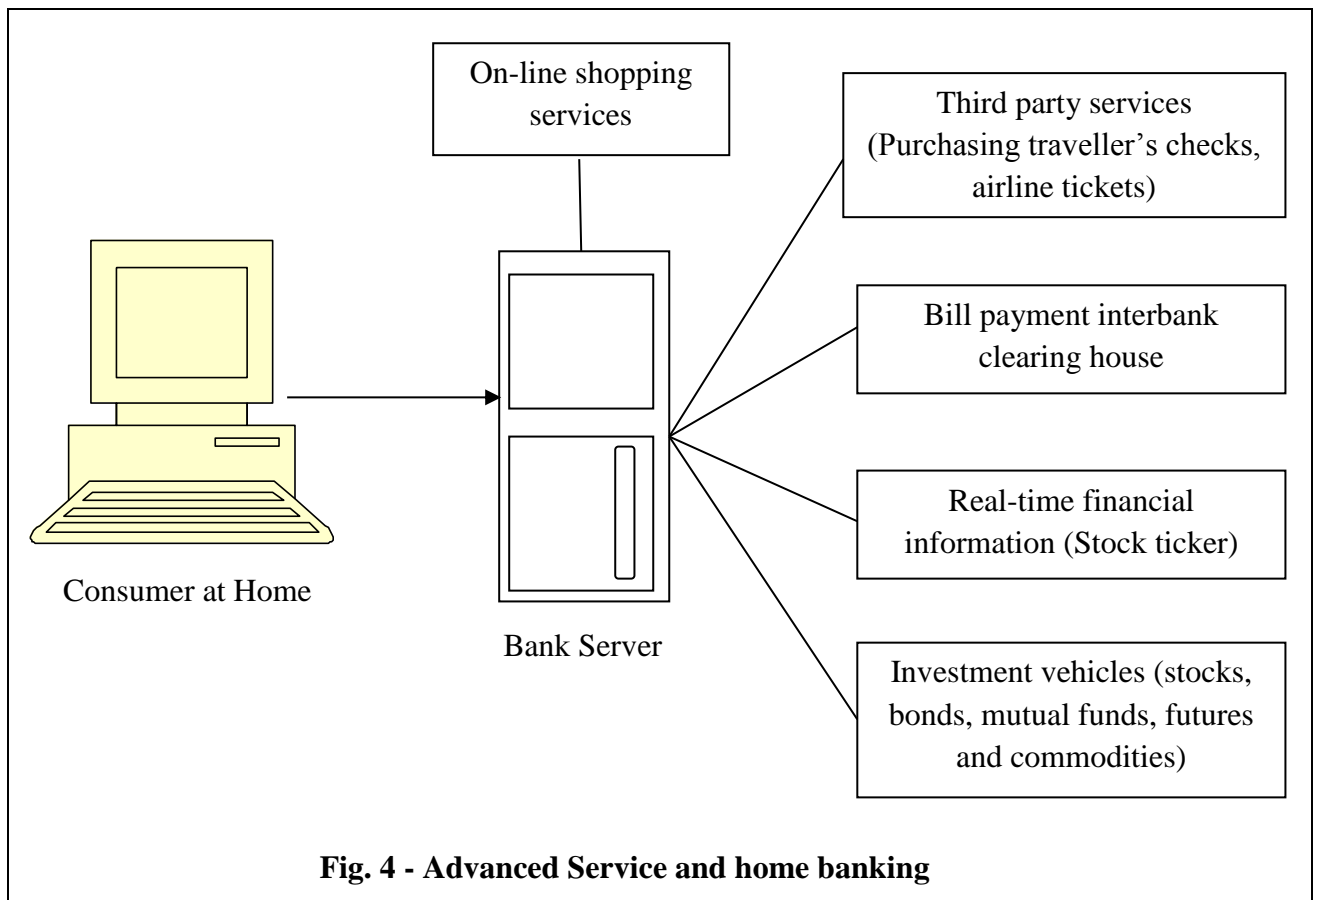 On-line shopping
services
Third party services
(Purchasing traveller’s checks,
airline tickets)
Bill payment interbank
clearing house
Real-time financial
information (Stock ticker)
Consumer at Home
Bank Server
Investment vehicles (stocks,
bonds, mutual funds, futures
and commodities)
Fig. 4 - Advanced Service and home banking